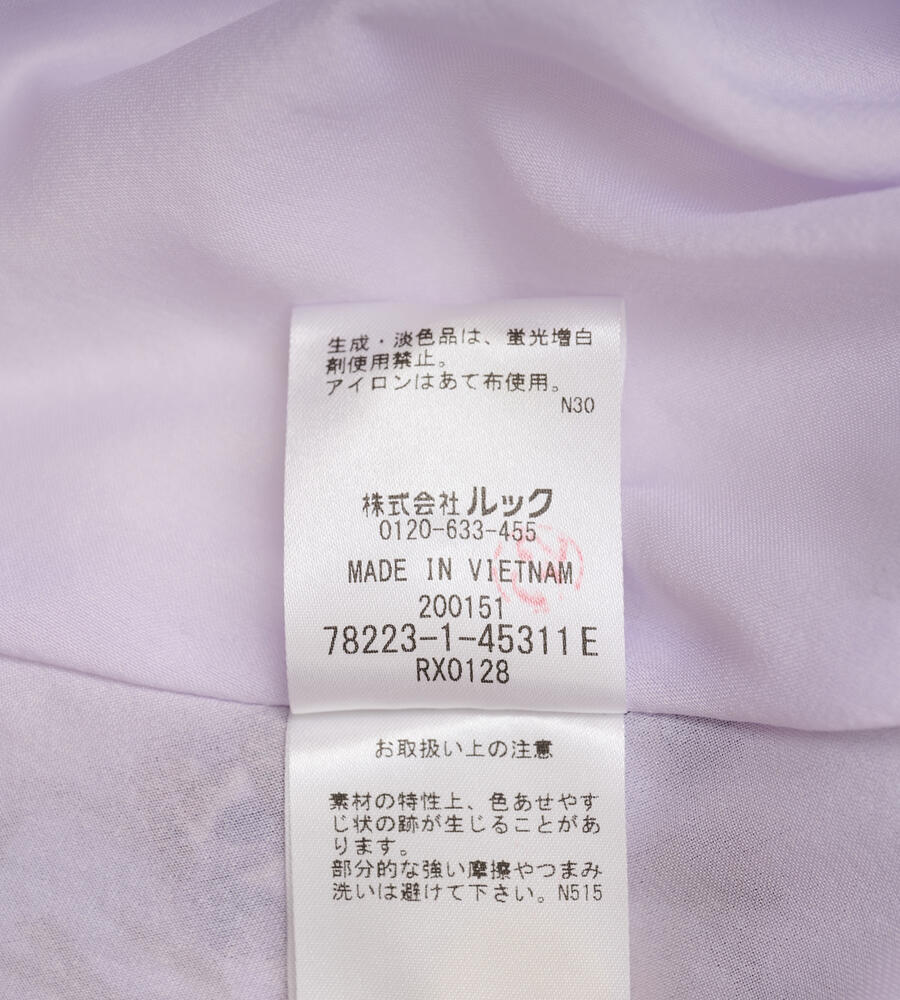 生成・淡色品は、蛍光増白
剤使用禁止。
アイロンはあて布使用。
N30
株式会社ルック
0120-633-455
MADE IN VIETNAM
200151
78223-1-45311E
RX0128
お取扱い上の注意
素材の特性上、色あせやす
じ状の跡が生じることがあ
ります。
部分的な強い摩擦やつまみ
洗いは避けて下さい。N515